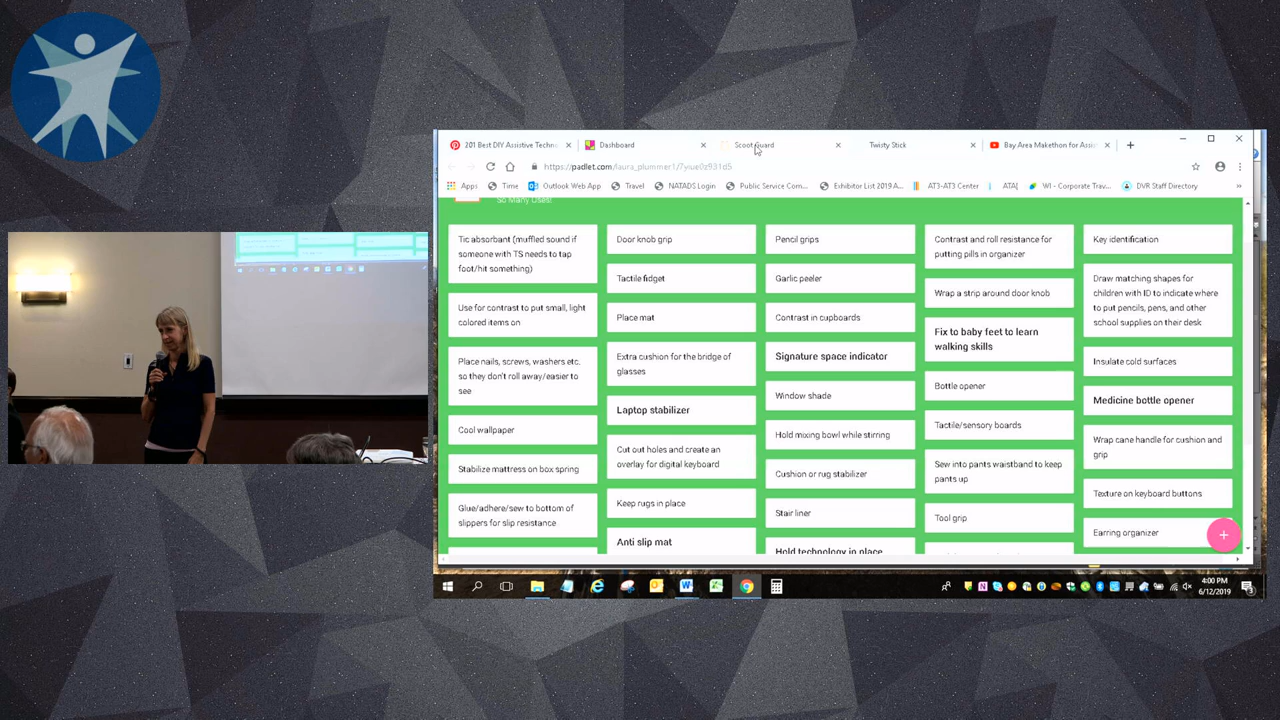 201 Best DIY Assistive Techno
Dashboard
Scoot Guard
Twisty Stick
Bay Area Makethon for Assis
https://padlet.com/laura_plummer1/7yiue0z931d5
Apps
Time
Outlook Web App
Travel
NATADS Login
Public Service Com...
Exhibitor List 2019 A...
AT3-AT3 Center
ATA[
WI - Corporate Trav...
DVR Staff Directory
»
So Many Uses!
Tic absorbant (muffled sound if
someone with TS needs to tap
foot/hit something)
Use for contrast to put small, light
colored items on
Place nails, screws, washers etc.
so they don't roll away/easier to
see
Cool wallpaper
Stabilize mattress on box spring
Glue/adhere/sew to bottom of
slippers for slip resistance
Door knob grip
Tactile fidget
Place mat
Extra cushion for the bridge of
glasses
Laptop stabilizer
Cut out holes and create an
overlay for digital keyboard
Keep rugs in place
Anti slip mat
Pencil grips
Garlic peeler
Contrast in cupboards
Signature space indicator
Window shade
Hold mixing bowl while stirring
Cushion or rug stabilizer
Stair liner
Hold technology in place
Contrast and roll resistance for
putting pills in organizer
Wrap a strip around door knob
Fix to baby feet to learn
walking skills
Bottle opener
Tactile/sensory boards
Sew into pants waistband to keep
pants up
Tool grip
Key identification
Draw matching shapes for
children with ID to indicate where
to put pencils, pens, and other
school supplies on their desk
Insulate cold surfaces
Medicine bottle opener
Wrap cane handle for cushion and
grip
Texture on keyboard buttons
Earring organizer
4:00 PM
6/12/2019